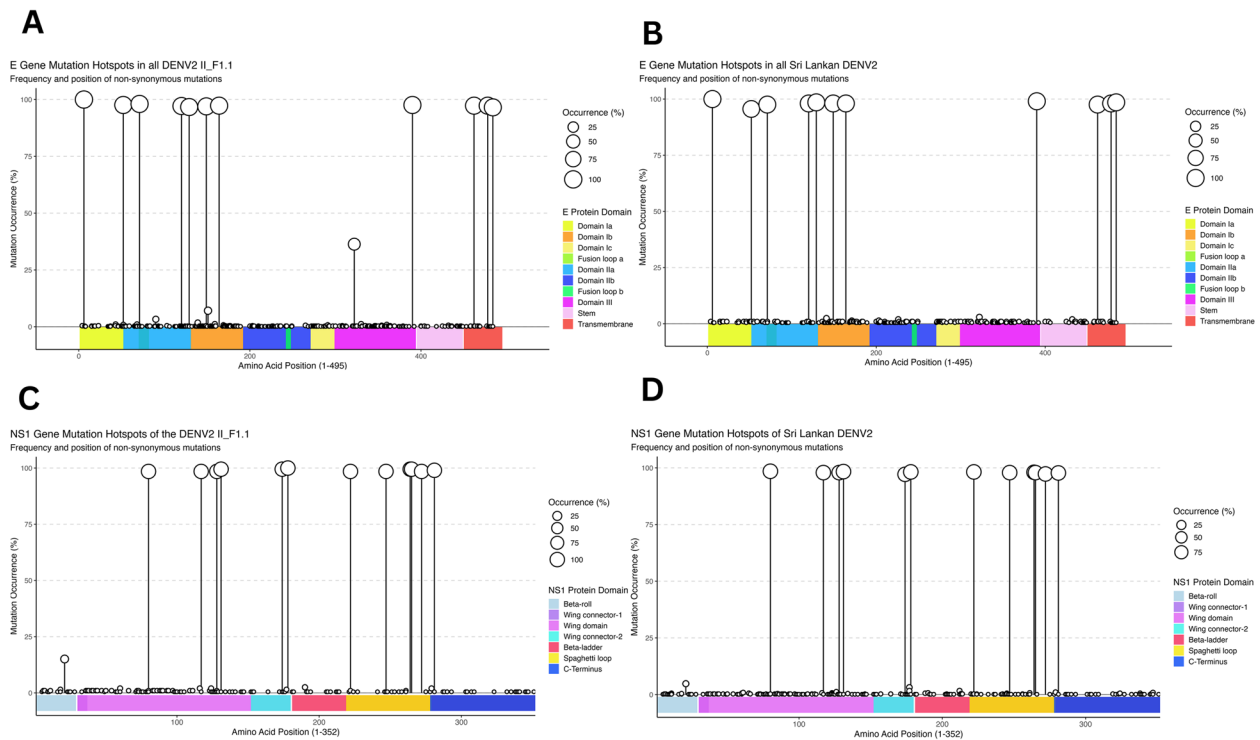 A
E Gene Mutation Hotspots in all DENV2 II_F1.1
Frequency and position of non-synonymous mutations
Mutation Occurrence (%)
100
75
50
25
0
0
200
400
Amino Acid Position (1-495)
Occurrence (%)
25
50
75
100
E Protein Domain
Domain Ia
Domain Ib
Domain Ic
Fusion loop a
Domain IIa
Domain IIb
Fusion loop b
Domain III
Stem
Transmembrane
B
E Gene Mutation Hotspots in all Sri Lankan DENV2
Frequency and position of non-synonymous mutations
Mutation Occurrence (%)
100
75
50
25
0
0
200
400
Amino Acid Position (1-495)
Occurrence (%)
25
50
75
100
E Protein Domain
Domain Ia
Domain Ib
Domain Ic
Fusion loop a
Domain IIa
Domain IIb
Fusion loop b
Domain III
Stem
Transmembrane
C
NS1 Gene Mutation Hotspots of the DENV2 II_F1.1
Frequency and position of non-synonymous mutations
Mutation Occurrence (%)
100
75
50
25
0
100
200
300
Amino Acid Position (1-352)
Occurrence (%)
25
50
75
100
NS1 Protein Domain
Beta-roll
Wing connector-1
Wing domain
Wing connector-2
Beta-ladder
Spaghetti loop
C-Terminus
D
NS1 Gene Mutation Hotspots of Sri Lankan DENV2
Frequency and position of non-synonymous mutations
Mutation Occurrence (%)
100
75
50
25
0
100
200
300
Amino Acid Position (1-352)
Occurrence (%)
25
50
75
NS1 Protein Domain
Beta-roll
Wing connector-1
Wing domain
Wing connector-2
Beta-ladder
Spaghetti loop
C-Terminus